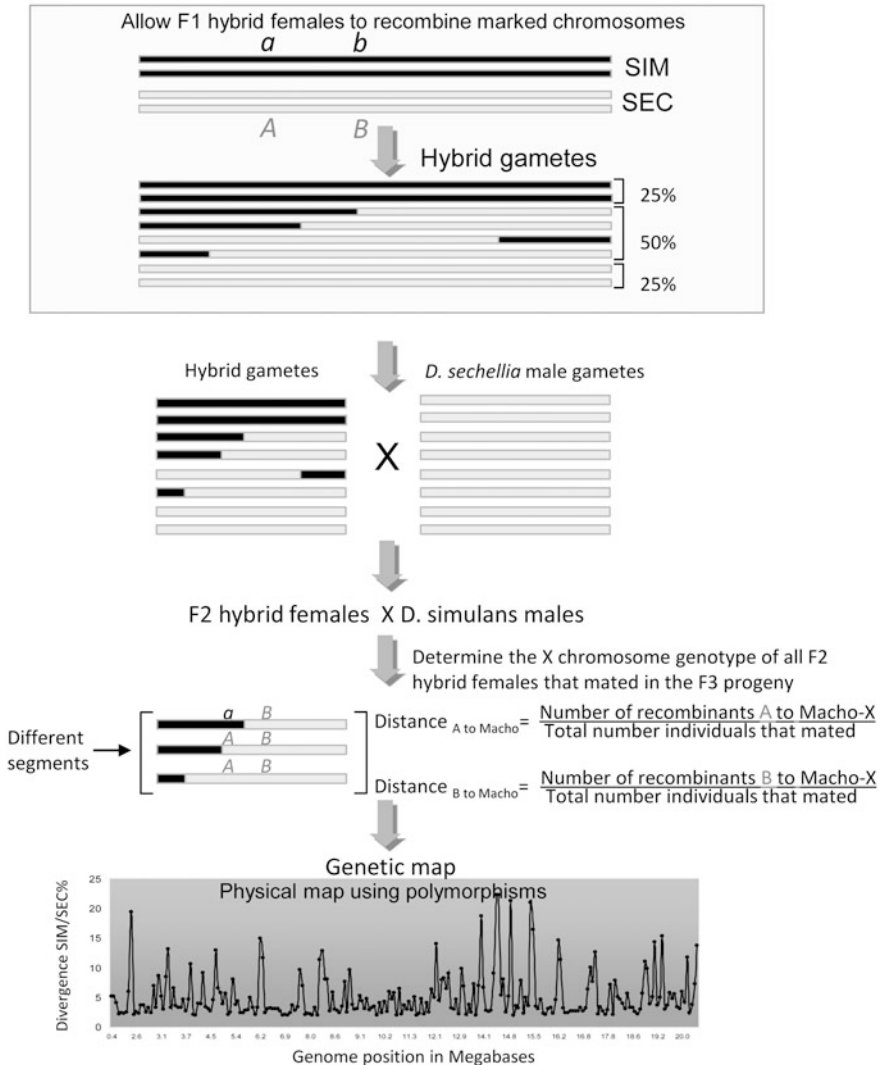 Allow F1 hybrid females to recombine marked chromosomes
a b
SIM
SEC
A B
Hybrid gametes
25%
50%
25%
Hybrid gametes
D. sechellia male gametes
X
F2 hybrid females X D. simulans males
Determine the X chromosome genotype of all F2
hybrid females that mated in the F3 progeny
Different
segments
a B
A B
A B
Distance A to Macho= Number of recombinants A to Macho-X
Total number individuals that mated
Distance B to Macho= Number of recombinants B to Macho-X
Total number individuals that mated
Genetic map
Physical map using polymorphisms
Divergence SIM/SEC%
25
20
15
10
5
0
0.4 2.6 3.1 3.7 4.5 5.4 6.2 7.6 8.0 8.6 9.1 10.2 11.3 12.1 12.9 14.1 14.8 15.5 16.2 17.3 17.8 18.7 19.2 20.0
Genome position in Megabases